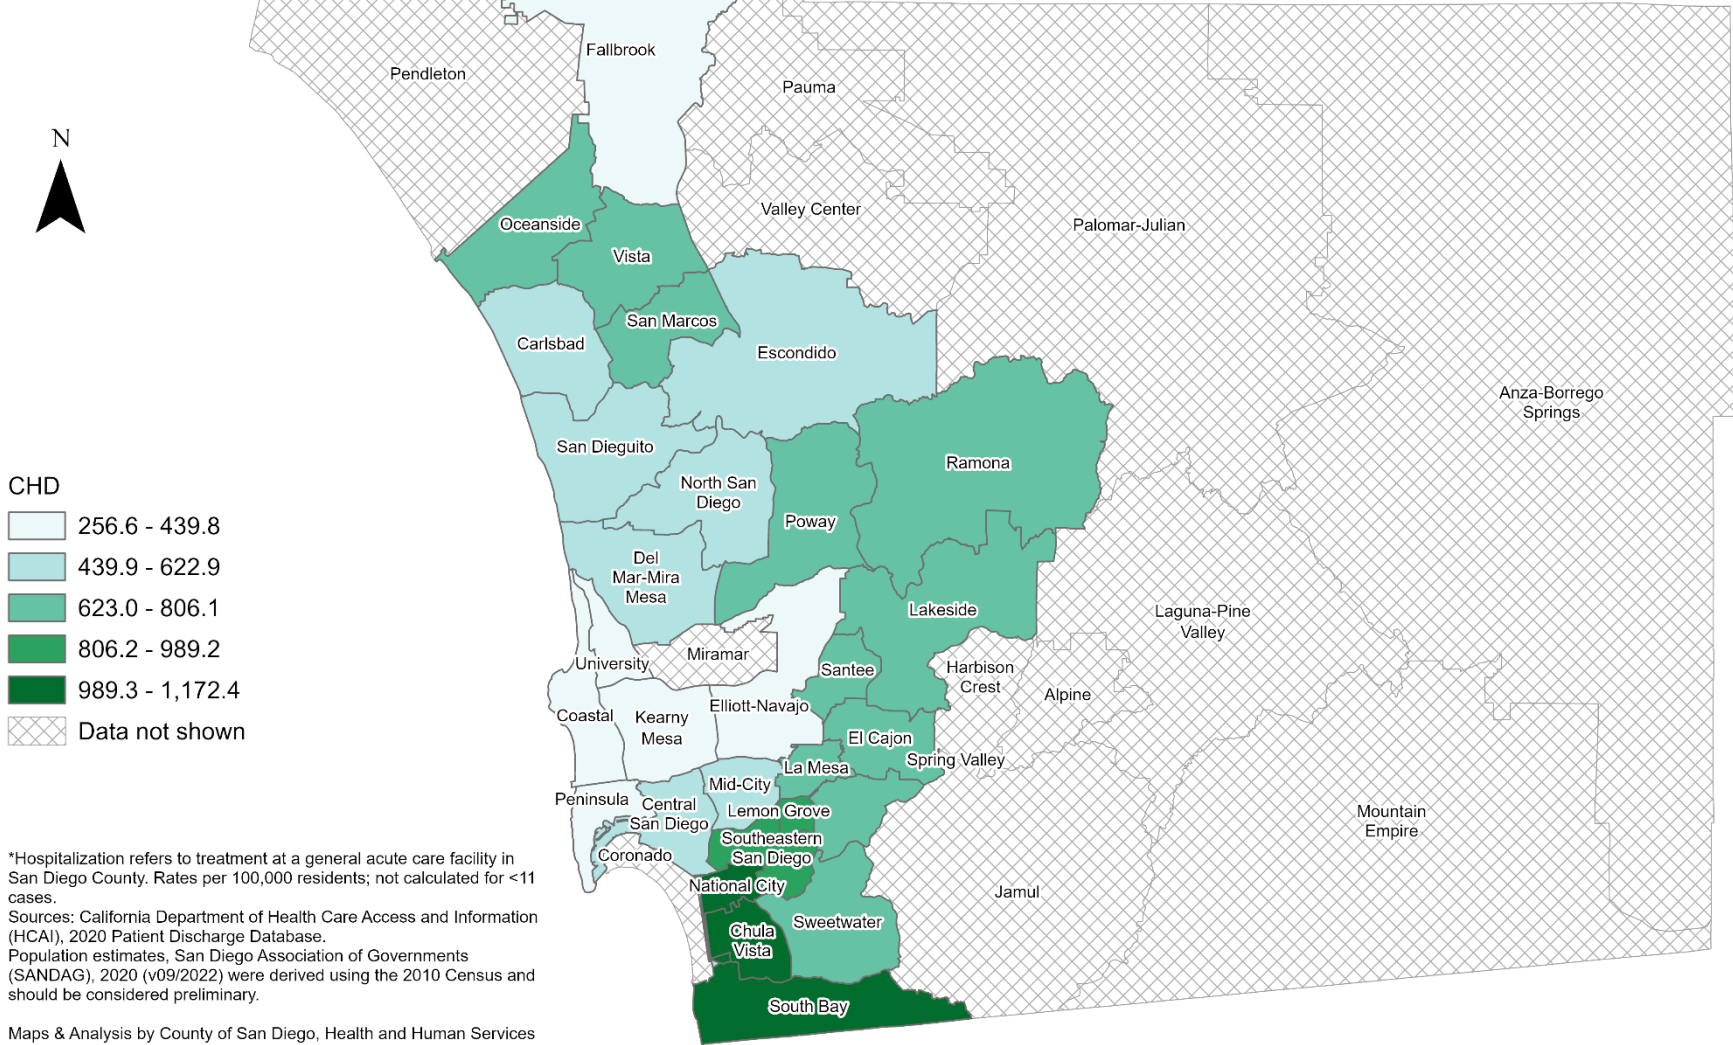 Fallbrook
Pendleton
Pauma
N
Valley Center
Oceanside
Palomar-Julian
Vista
San Marcos
Carlsbad
Escondido
Anza-Borrego
Springs
San Dieguito
Ramona
North San
Diego
Poway
Del
Mar-Mira
Mesa
CHD
256.6 - 439.8
439.9 - 622.9
623.0 - 806.1
806.2 - 989.2
989.3 - 1,172.4
Data not shown
Lakeside
Laguna-Pine
Valley
Miramar
University
Santee
Harbison
Crest
Alpine
Elliott-Navajo
Coastal
Kearny
Mesa
El Cajon
Spring Valley
La Mesa
Mid-City
Peninsula
Central
San Diego
Lemon Grove
Mountain
Empire
Southeastern
San Diego
Coronado
National City
Jamul
Sweetwater
Chula
Vista
South Bay
*Hospitalization refers to treatment at a general acute care facility in
San Diego County. Rates per 100,000 residents; not calculated for <11
cases.
Sources: California Department of Health Care Access and Information
(HCAI), 2020 Patient Discharge Database.
Population estimates, San Diego Association of Governments
(SANDAG), 2020 (v09/2022) were derived using the 2010 Census and
should be considered preliminary.
Maps & Analysis by County of San Diego, Health and Human Services